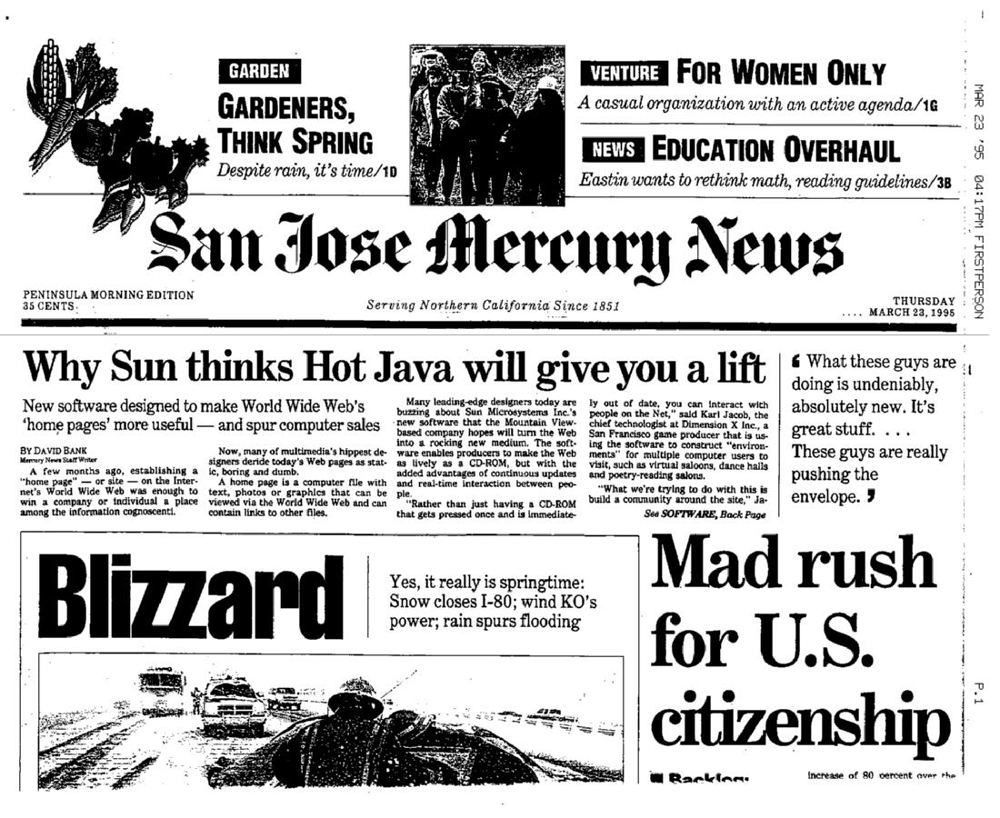 GARDEN
GARDENERS,
THINK SPRING
Despite rain, it's time/1D
VENTURE FOR WOMEN ONLY
A casual organization with an active agenda/1G
NEWS EDUCATION OVERHAUL
Eastin wants to rethink math, reading guidelines/3B
San Jose Mercury News
PENINSULA MORNING EDITION
35 CENTS
Serving Northern California Since 1851
THURSDAY
MARCH 23, 1995
Why Sun thinks Hot Java will give you a lift
New software designed to make World Wide Web's
'home pages' more useful — and spur computer sales
BY DAVID BANK
Mercury News Staff Writer
A few months ago, establishing a
"home page" — or site — on the Inter-
net's World Wide Web was enough to
win a company or individual a place
among the information cognoscenti.
Now, many of multimedia's hippest de-
signers deride today's Web pages as stat-
ic, boring and dumb.
A home page is a computer file with
text, photos or graphics that can be
viewed via the World Wide Web and can
contain links to other files.
Many leading-edge designers today are
buzzing about Sun Microsystems Inc.'s
new software that the Mountain View-
based company hopes will turn the Web
into a rocking new medium. The soft-
ware enables producers to make the Web
as lively as a CD-ROM, but with the
added advantages of continuous updates
and real-time interaction between peo-
ple.
"Rather than just having a CD-ROM
that gets pressed once and is immediate-
ly out of date, you can interact with
people on the Net," said Karl Jacob, the
chief technologist at Dimension X Inc., a
San Francisco game producer that is us-
ing the software to construct "environ-
ments" for multiple computer users to
visit, such as virtual saloons, dance halls
and poetry-reading salons.
"What we're trying to do with this is
build a community around the site," Ja-
See SOFTWARE, Back Page
‘ What these guys are
doing is undeniably,
absolutely new. It's
great stuff. . . .
These guys are really
pushing the
envelope. ’
Blizzard
Yes, it really is springtime:
Snow closes I-80; wind KO's
power; rain spurs flooding
Mad rush
for U.S.
citizenship
■ Backlog:
increase of 80 percent over the
MAR 23 '95 04:17PM FIRSTPERSON
P.1